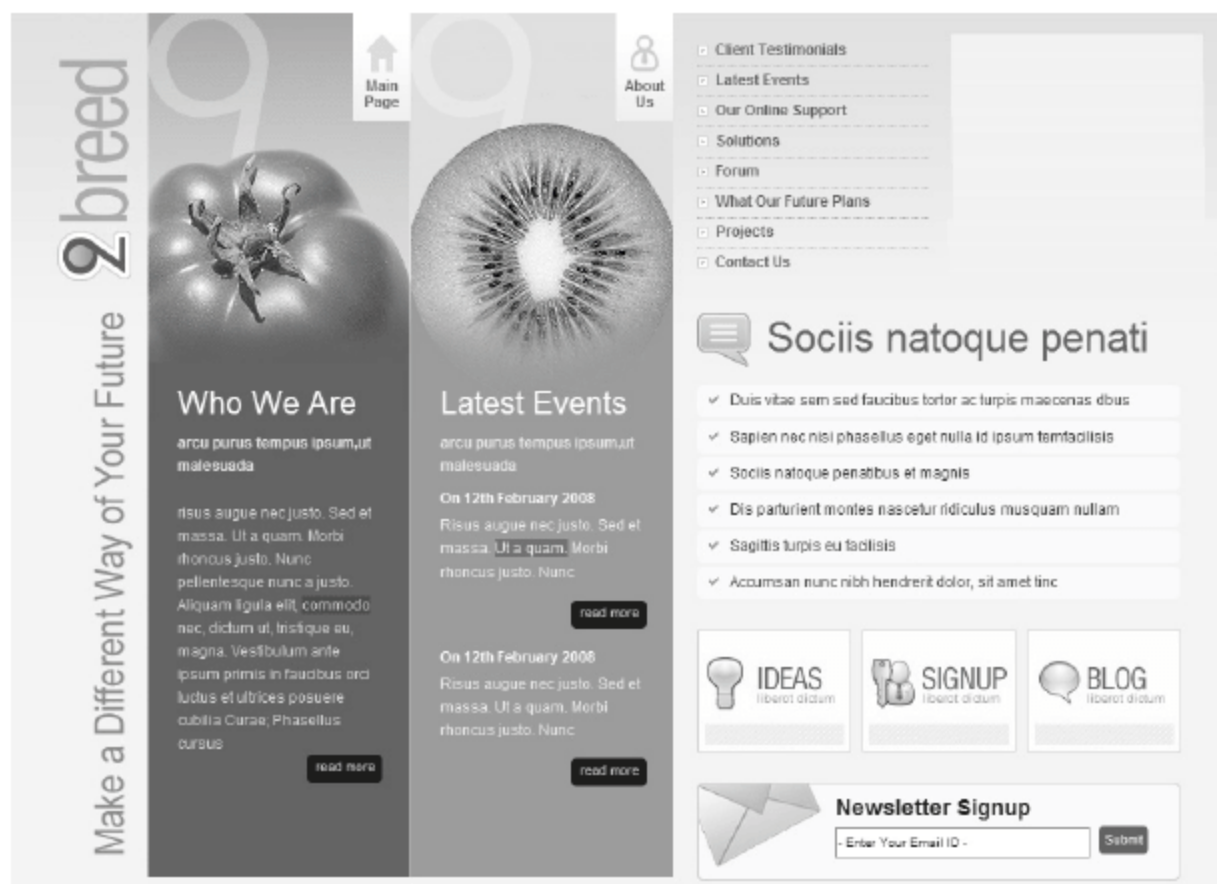 2 breed
Make a Different Way of Your Future
9
Main
Page
Who We Are
arcu purus tempus ipsum,ut
malesuada
risus augue nec justo. Sed et
massa. Ut a quam. Morbi
rhoncus justo. Nunc
pellentesque nunc a justo.
Aliquam ligula elit, commodo
nec, dictum ut, tristique eu,
magna. Vestibulum ante
ipsum primis in faucibus orci
luctus et ultrices posuere
cubilia Curae; Phasellus
cursus
read more
9
About
Us
Latest Events
arcu purus tempus ipsum,ut
malesuada
On 12th February 2008
Risus augue nec justo. Sed et
massa. Ut a quam. Morbi
rhoncus justo. Nunc
read more
On 12th February 2008
Risus augue nec justo. Sed et
massa. Ut a quam. Morbi
rhoncus justo. Nunc
read more
Client Testimonials
Latest Events
Our Online Support
Solutions
Forum
What Our Future Plans
Projects
Contact Us
Sociis natoque penati
Duis vitae sem sed faucibus tortor ac turpis maecenas dbus
Sapien nec nisi phasellus eget nulla id ipsum temfacilisis
Sociis natoque penatibus et magnis
Dis parturient montes nascetur ridiculus musquam nullam
Sagittis turpis eu facilisis
Accumsan nunc nibh hendrerit dolor, sit amet tinc
IDEAS
liberot dictum
SIGNUP
liberot dictum
BLOG
liberot dictum
Newsletter Signup
- Enter Your Email ID -
Submit